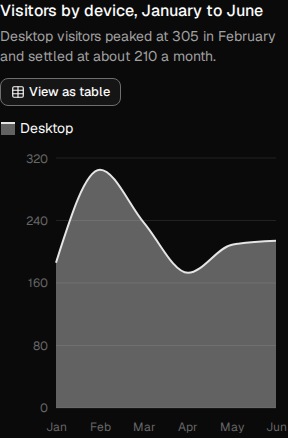 Visitors by device, January to June
Desktop visitors peaked at 305 in February
and settled at about 210 a month.
View as table
Desktop
320
240
160
80
0
Jan Feb Mar Apr May Jun